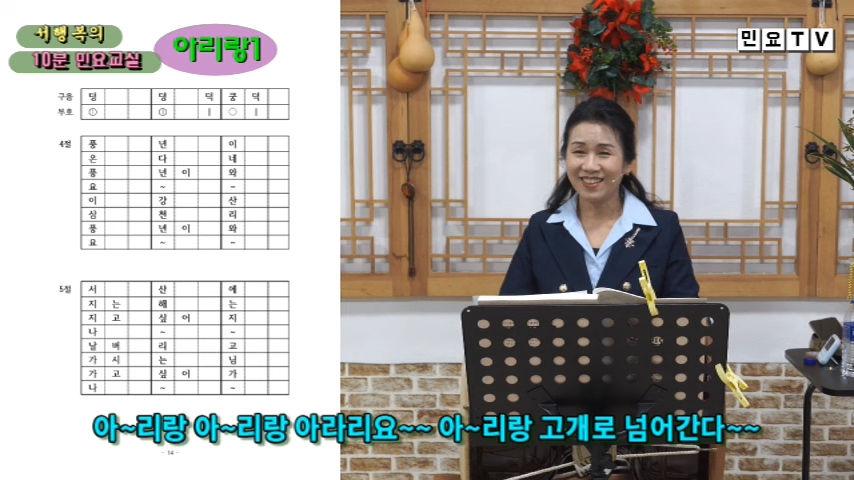 서행복의
10분 민요교실
아리랑1
민요TV
구음 덩 덩 덕 쿵 덕
부호 ⦶ ⦶ | ○ |
4절 풍 년 이
온 다 네
풍 년 이 와
요 ~ ~
이 강 산
삼 천 리
풍 년 이 와
요 ~ ~
5절 서 산 에
지 는 해 는
지 고 싶 어 지
나 ~ ~
날 버 리 고
가 시 는 님
가 고 싶 어 가
나 ~ ~
- 14 -
아~리랑 아~리랑 아라리요~~ 아~리랑 고개로 넘어간다~~